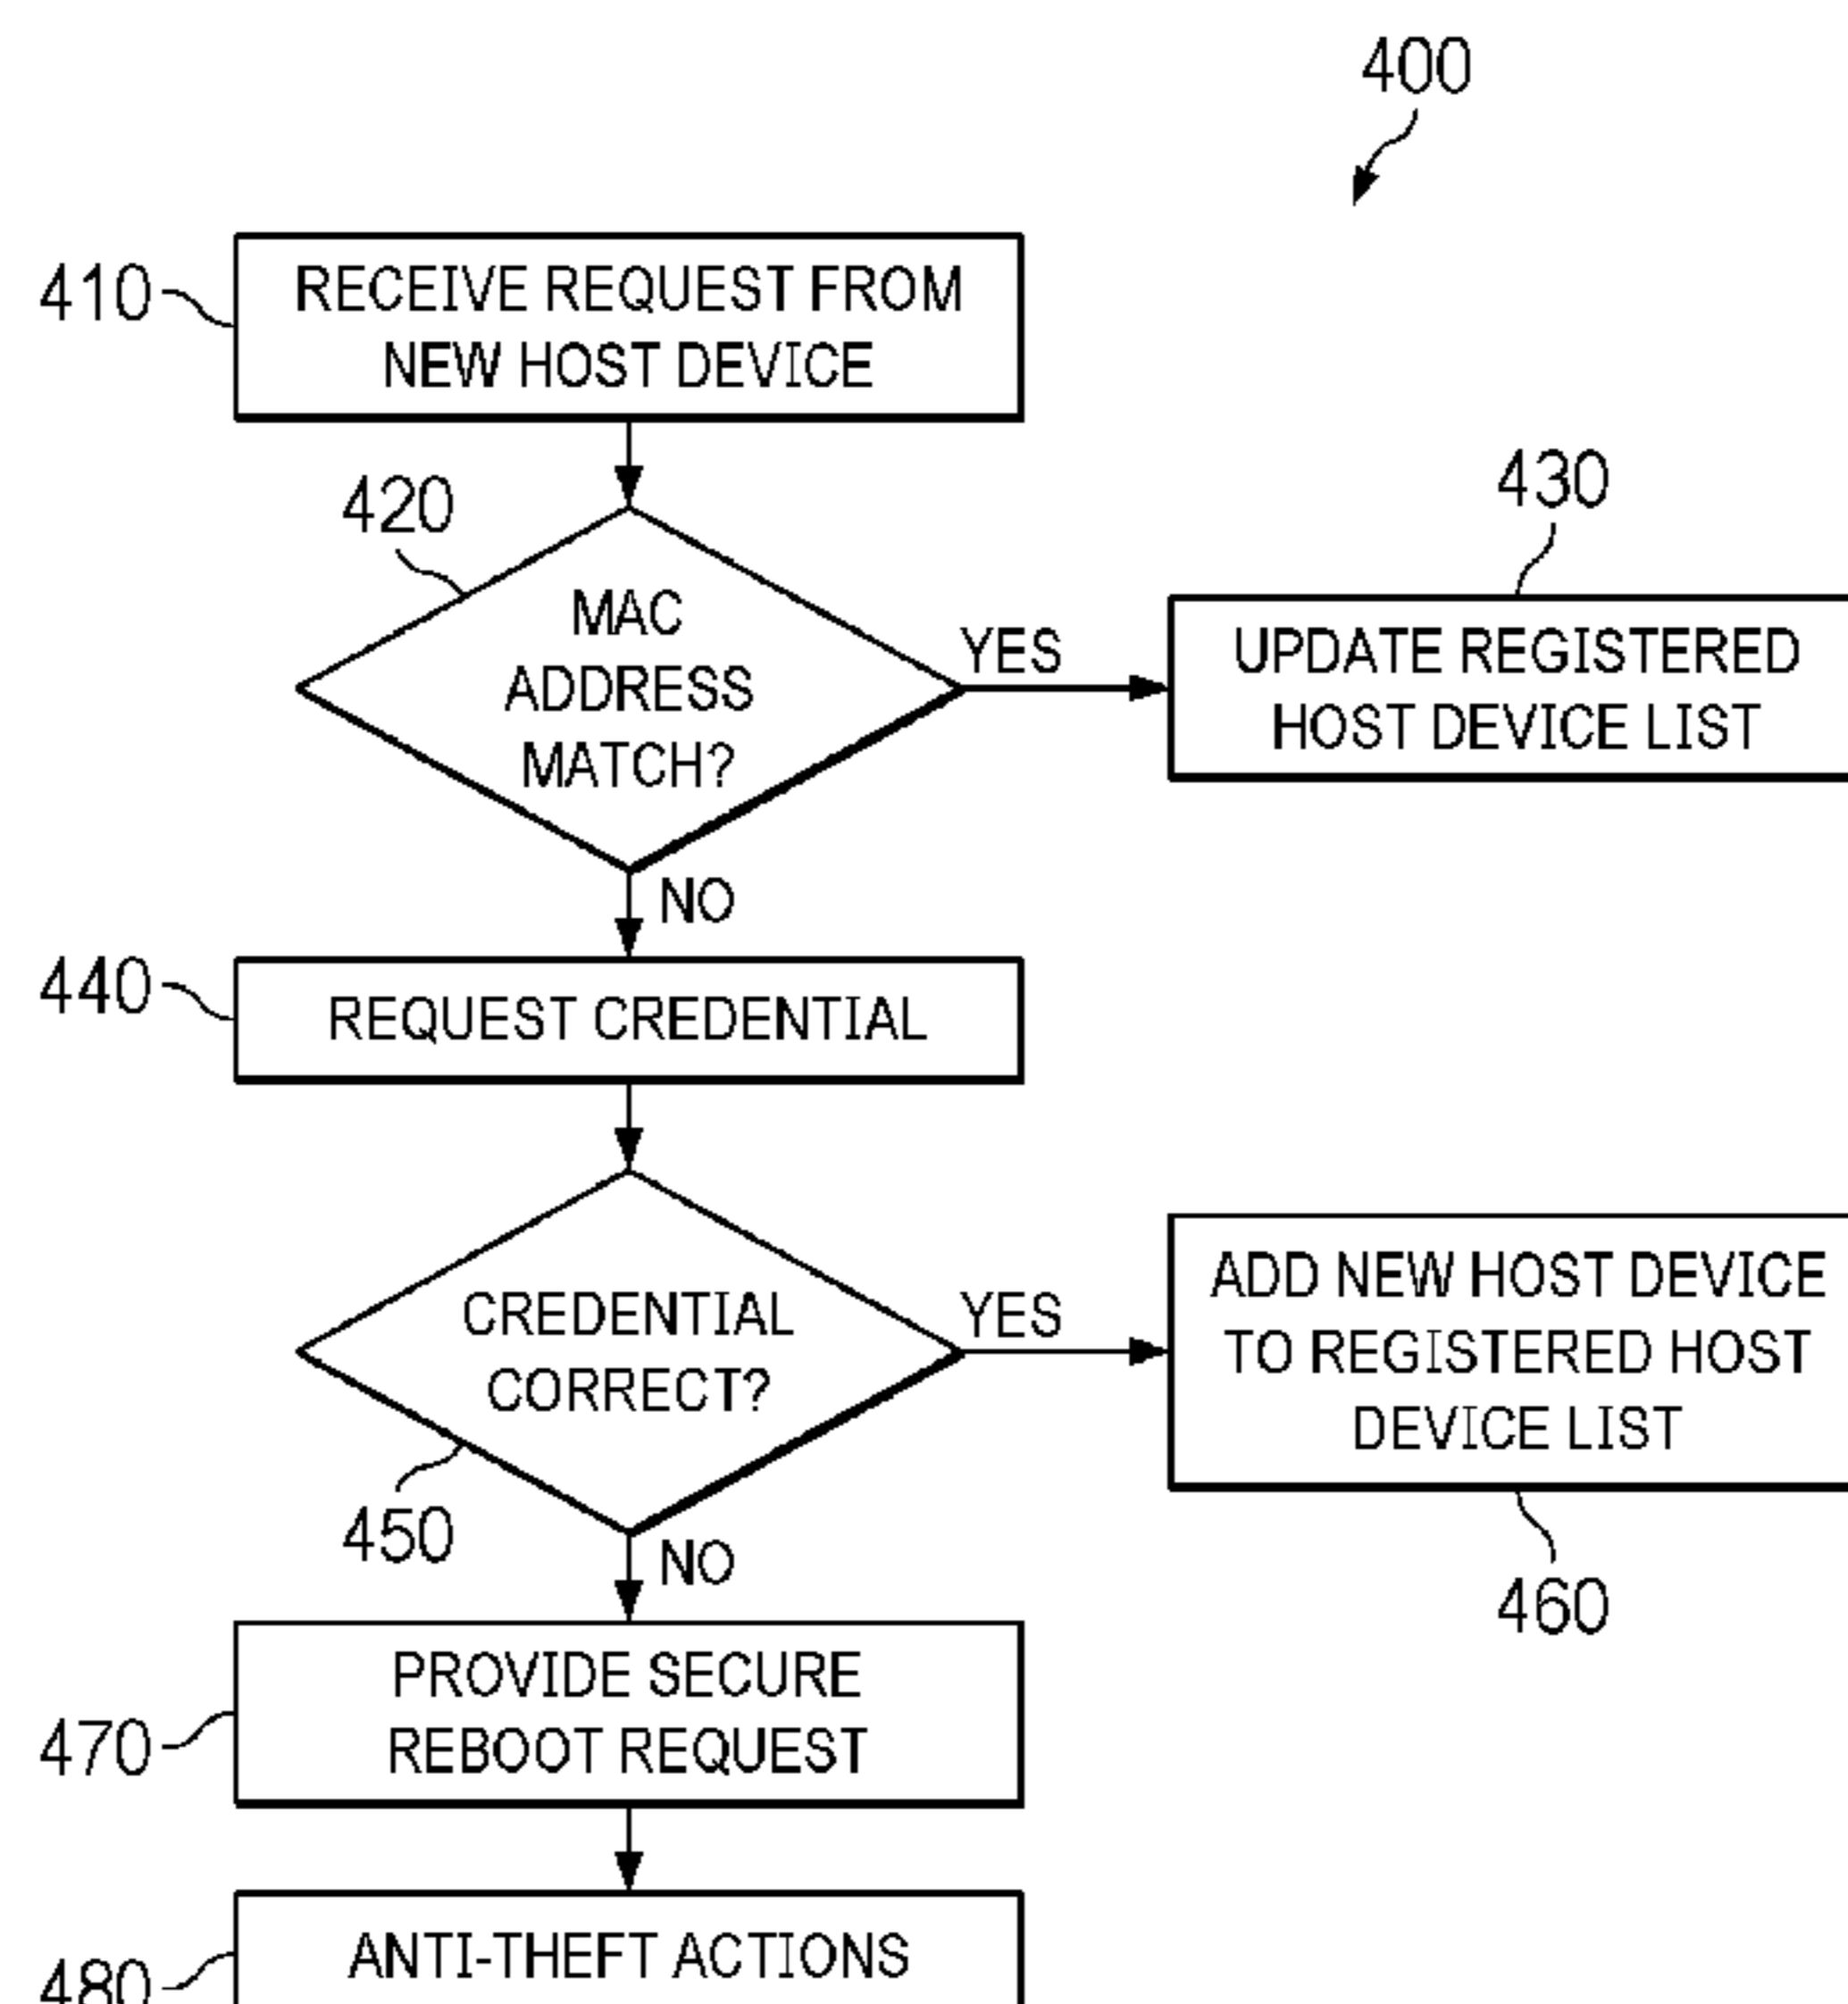 400
410
RECEIVE REQUEST FROM
NEW HOST DEVICE
420
MAC
ADDRESS
MATCH?
YES
430
UPDATE REGISTERED
HOST DEVICE LIST
NO
440
REQUEST CREDENTIAL
CREDENTIAL
CORRECT?
YES
450
ADD NEW HOST DEVICE
TO REGISTERED HOST
DEVICE LIST
460
NO
470
PROVIDE SECURE
REBOOT REQUEST
480
ANTI-THEFT ACTIONS